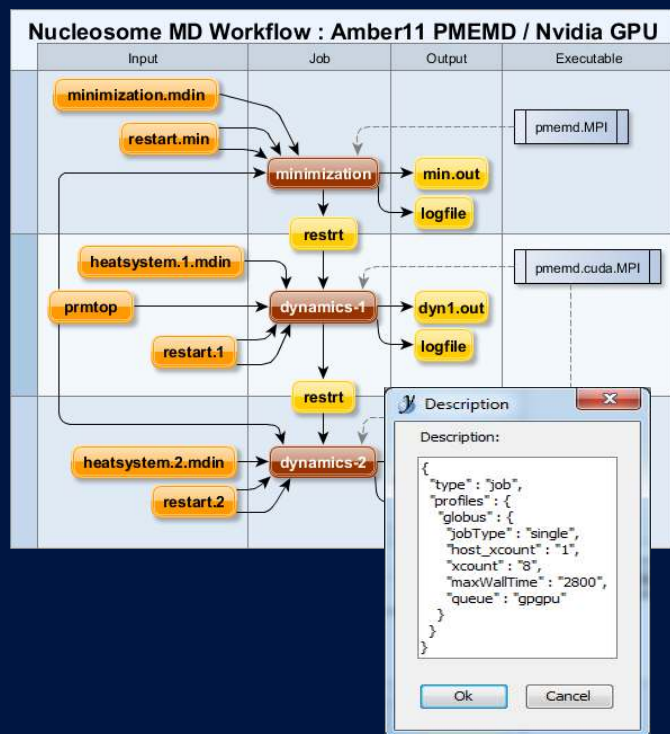 Nucleosome MD Workflow : Amber11 PMEMD / Nvidia GPU
Input
Job
Output
Executable
minimization.mdin
restart.min
pmemd.MPI
minimization
min.out
logfile
restrt
heatsystem.1.mdin
pmemd.cuda.MPI
prmtop
dynamics-1
dyn1.out
restart.1
logfile
restrt
heatsystem.2.mdin
dynamics-2
restart.2
Description
Description:
{
"type" : "job",
"profiles" : {
"globus" : {
"jobType" : "single",
"host_xcount" : "1",
"xcount" : "8",
"maxWallTime" : "2800",
"queue" : "gpgpu"
}
}
}
Ok
Cancel